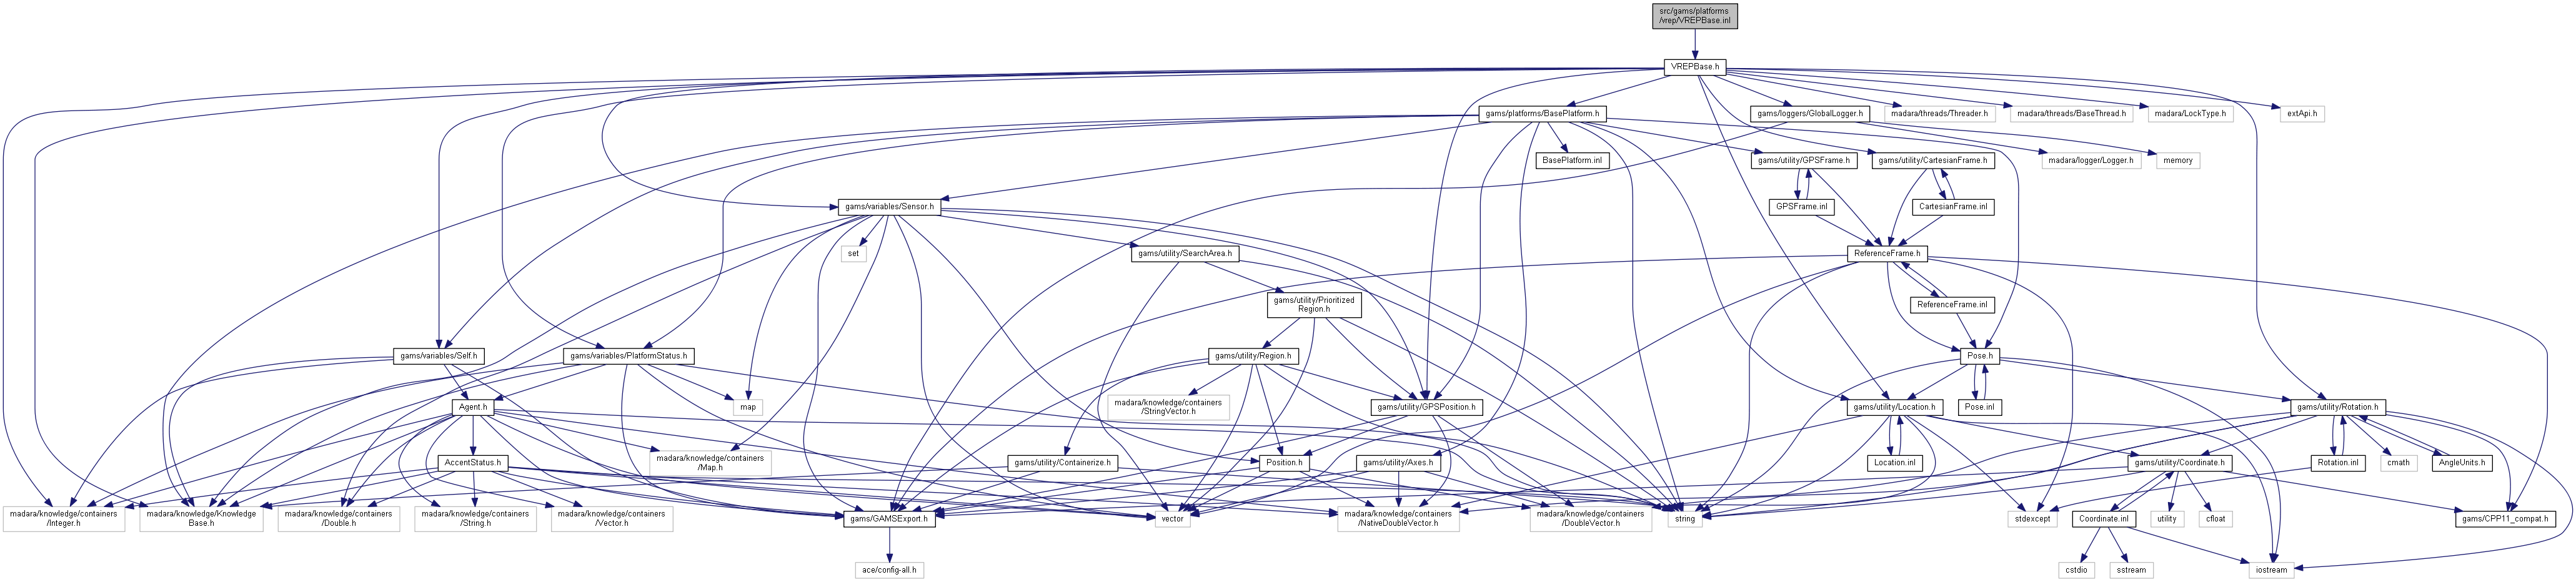 src/gams/platforms
/vrep/VREPBase.inl
VREPBase.h
gams/platforms/BasePlatform.h
gams/loggers/GlobalLogger.h
madara/threads/Threader.h
madara/threads/BaseThread.h
madara/LockType.h
extApi.h
BasePlatform.inl
gams/utility/GPSFrame.h
gams/utility/CartesianFrame.h
madara/logger/Logger.h
memory
gams/variables/Sensor.h
GPSFrame.inl
CartesianFrame.inl
set
gams/utility/SearchArea.h
ReferenceFrame.h
gams/utility/Prioritized
Region.h
ReferenceFrame.inl
gams/variables/Self.h
gams/variables/PlatformStatus.h
gams/utility/Region.h
Pose.h
Agent.h
map
madara/knowledge/containers
/StringVector.h
gams/utility/GPSPosition.h
gams/utility/Location.h
Pose.inl
gams/utility/Rotation.h
AccentStatus.h
madara/knowledge/containers
/Map.h
gams/utility/Containerize.h
Position.h
gams/utility/Axes.h
Location.inl
gams/utility/Coordinate.h
Rotation.inl
cmath
AngleUnits.h
madara/knowledge/containers
/Integer.h
madara/knowledge/Knowledge
Base.h
madara/knowledge/containers
/Double.h
madara/knowledge/containers
/String.h
madara/knowledge/containers
/Vector.h
gams/GAMSExport.h
vector
madara/knowledge/containers
/NativeDoubleVector.h
madara/knowledge/containers
/DoubleVector.h
string
stdexcept
Coordinate.inl
utility
cfloat
gams/CPP11_compat.h
ace/config-all.h
cstdio
sstream
iostream